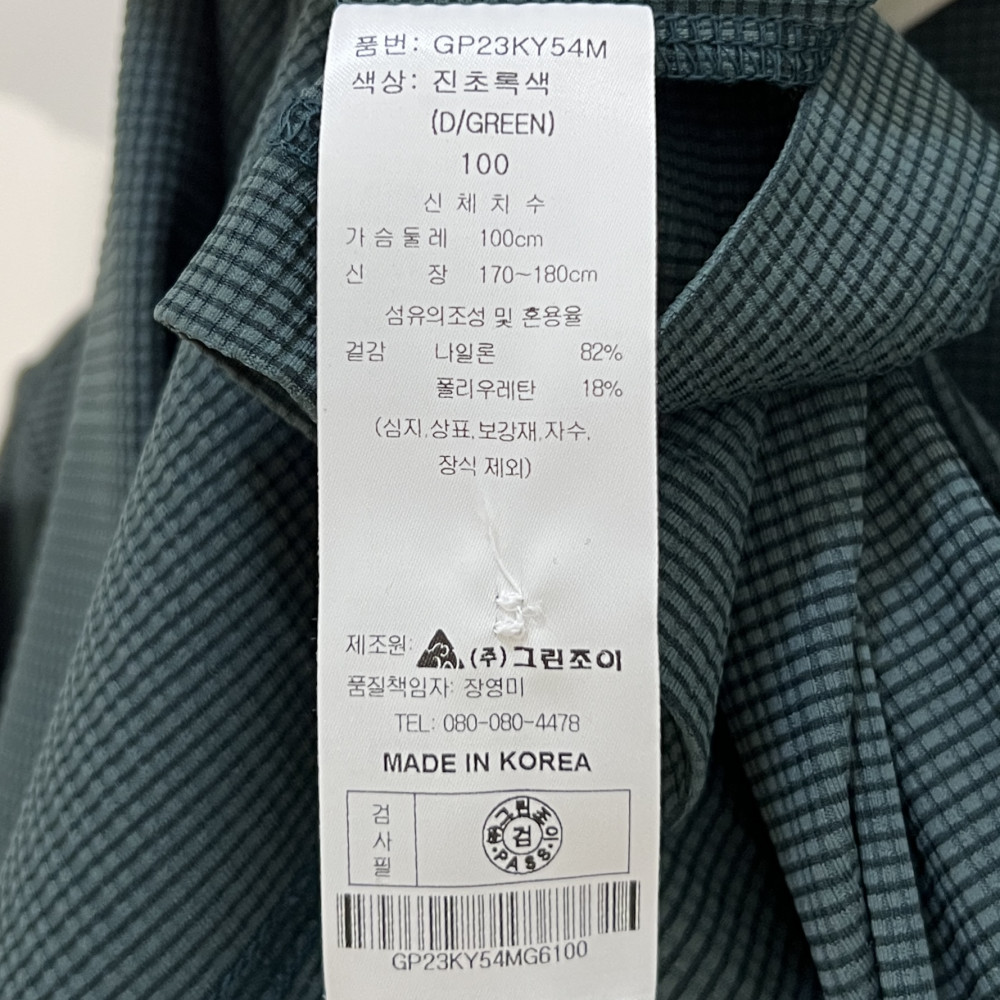 품번: GP23KY54M
색상: 진초록색
(D/GREEN)
100
신 체 치 수
가슴둘레 100cm
신 장 170~180cm
섬유의조성 및 혼용율
겉감 나일론 82%
폴리우레탄 18%
(심지,상표,보강재,자수,
장식 제외)
제조원: (주)그린조이
품질책임자: 장영미
TEL: 080-080-4478
MADE IN KOREA
검사필
그린조이
검
PASS
GP23KY54MG6100